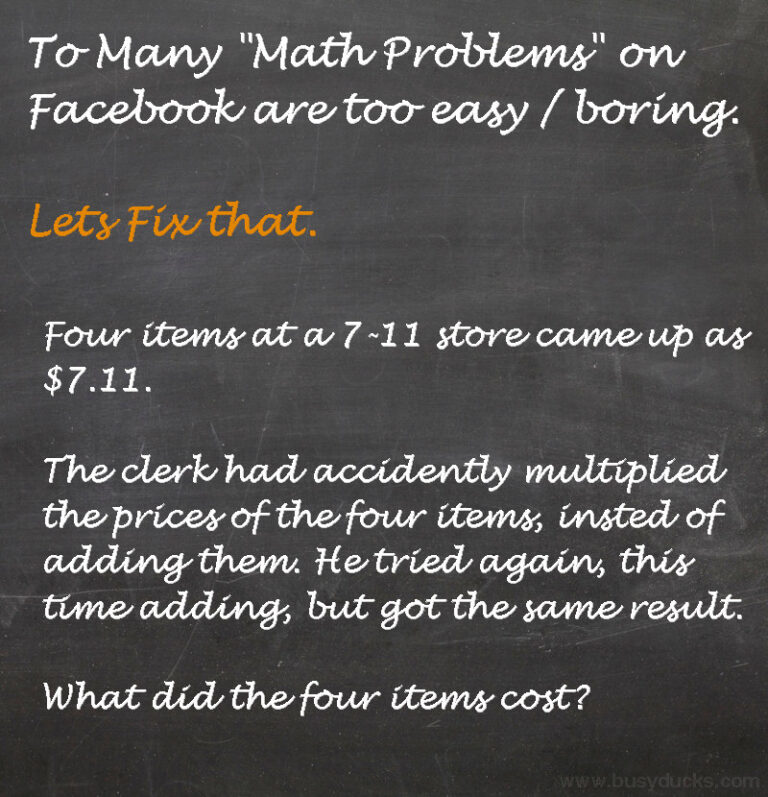 To Many "Math Problems" on
Facebook are too easy / boring.
Lets Fix that.
Four items at a 7~11 store came up as
$7.11.
The clerk had accidently multiplied
the prices of the four items, insted of
adding them. He tried again, this
time adding, but got the same result.
What did the four items cost?
www.busyducks.com